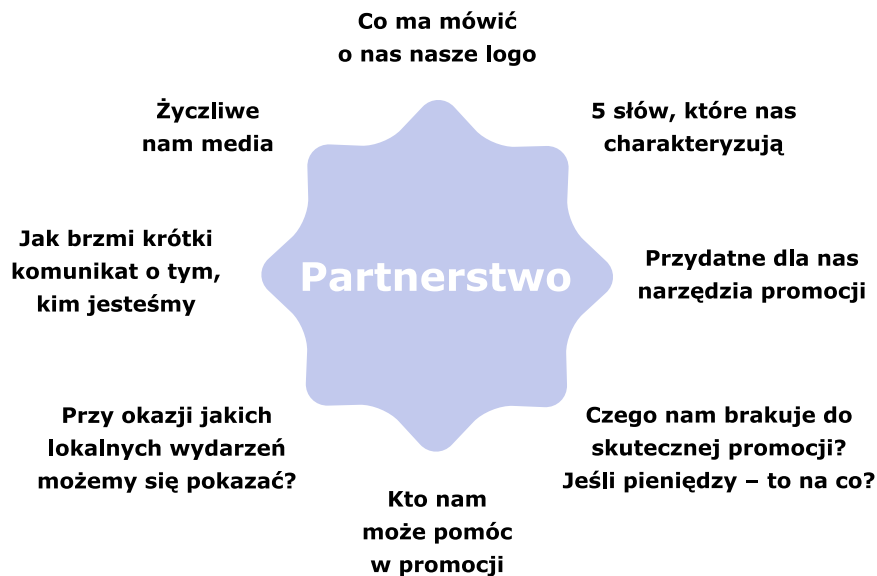 Co ma mówić
o nas nasze logo
5 słów, które nas
charakteryzują
Przydatne dla nas
narzędzia promocji
Czego nam brakuje do
skutecznej promocji?
Jeśli pieniędzy – to na co?
Kto nam
może pomóc
w promocji
Przy okazji jakich
lokalnych wydarzeń
możemy się pokazać?
Jak brzmi krótki
komunikat o tym,
kim jesteśmy
Życzliwe
nam media
Partnerstwo